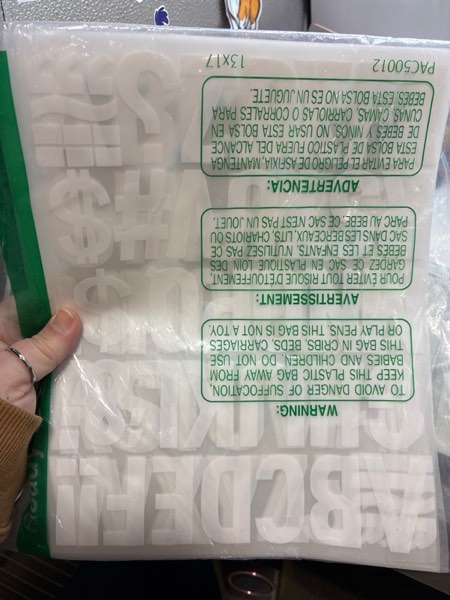 Ready
ABCDEF!!
WARNING:
TO AVOID DANGER OF SUFFOCATION,
KEEP THIS PLASTIC BAG AWAY FROM
BABIES AND CHILDREN. DO NOT USE
THIS BAG IN CRIBS, BEDS, CARRIAGES
OR PLAY PENS. THIS BAG IS NOT A TOY.
AVERTISSEMENT:
POUR ÉVITER TOUT RISQUE D'ÉTOUFFEMENT,
GARDEZ CE SAC EN PLASTIQUE LOIN DES
BÉBÉS ET LES ENFANTS. N'UTILISEZ PAS CE
SAC DANS LES BERCEAUX, LITS, CHARIOTS OU
PARC AU BÉBÉ. CE SAC N'EST PAS UN JOUET.
ADVERTENCIA:
PARA EVITAR EL PELIGRO DE ASFIXIA, MANTENGA
ESTA BOLSA DE PLASTICO FUERA DEL ALCANCE
DE BEBES Y NINOS. NO USAR ESTA BOLSA EN
CUNAS, CAMAS, CARRIOLAS O CORRALES PARA
BEBES. ESTA BOLSA NO ES UN JUGUETE.
PAC50012 13x17